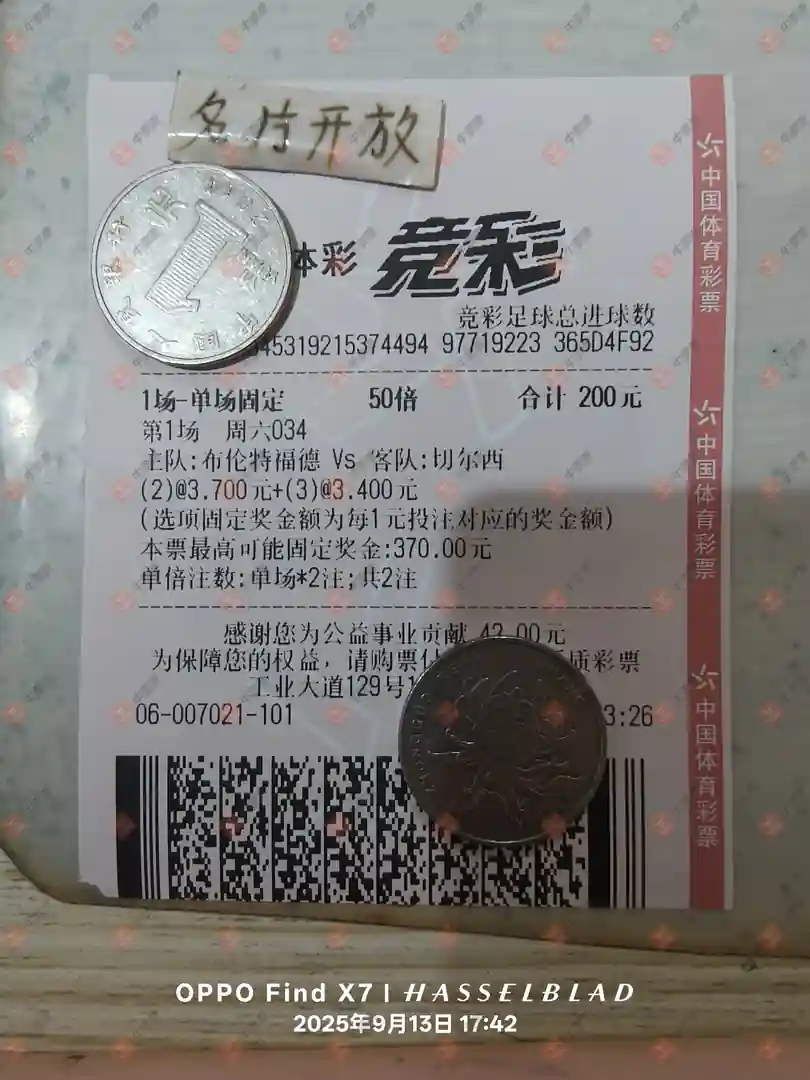 名片开放
体彩 竞彩
竞彩足球总进球数
45319215374494 97719223 365D4F92
1场-单场固定 50倍 合计 200元
第1场 周六034
主队:布伦特福德 Vs 客队:切尔西
(2)@3.700元+(3)@3.400元
(选项固定奖金额为每1元投注对应的奖金额)
本票最高可能固定奖金:370.00元
单倍注数:单场*2注;共2注
感谢您为公益事业贡献 42.00元
为保障您的权益，请购票 质彩票
工业大道129号
06-007021-101 3:26
中国体育彩票
中国体育彩票
中国体育彩票
OPPO Find X7 | HASSELBLAD
2025年9月13日 17:42